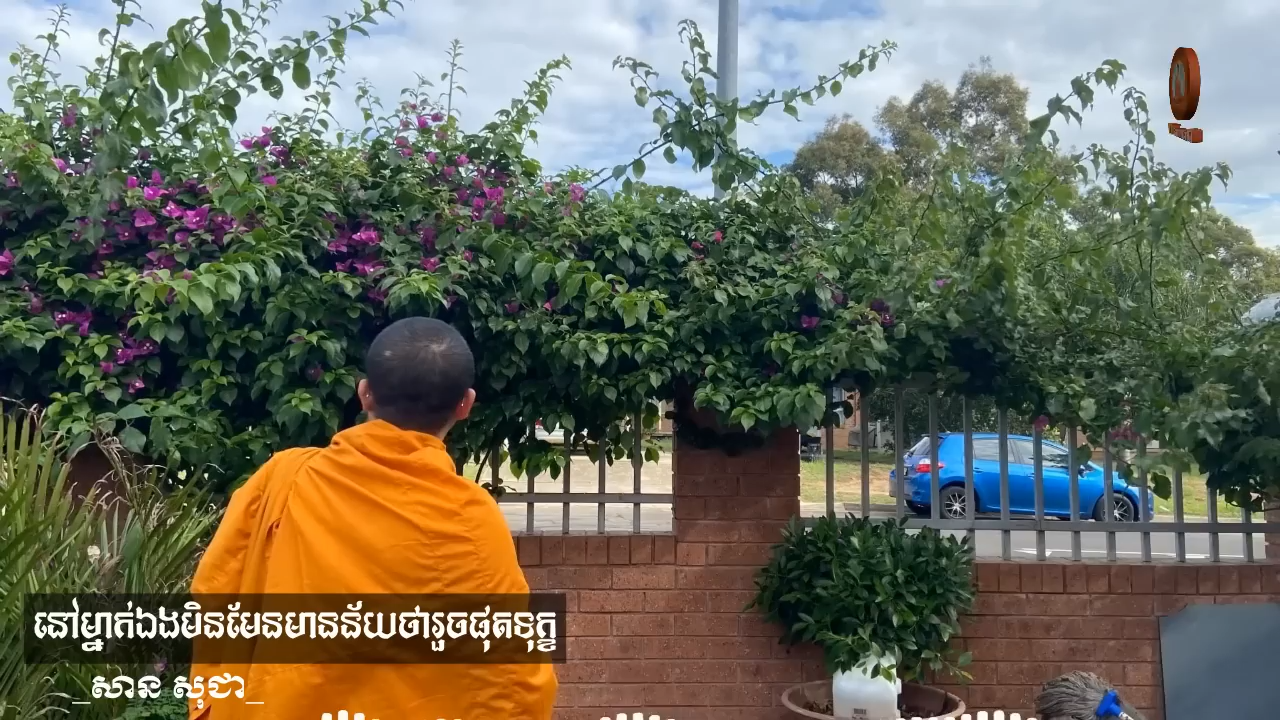 នៅម្នាក់ឯងមិនមែនមានន័យថារួចផុតទុក្ខ
_សាន សុជា_